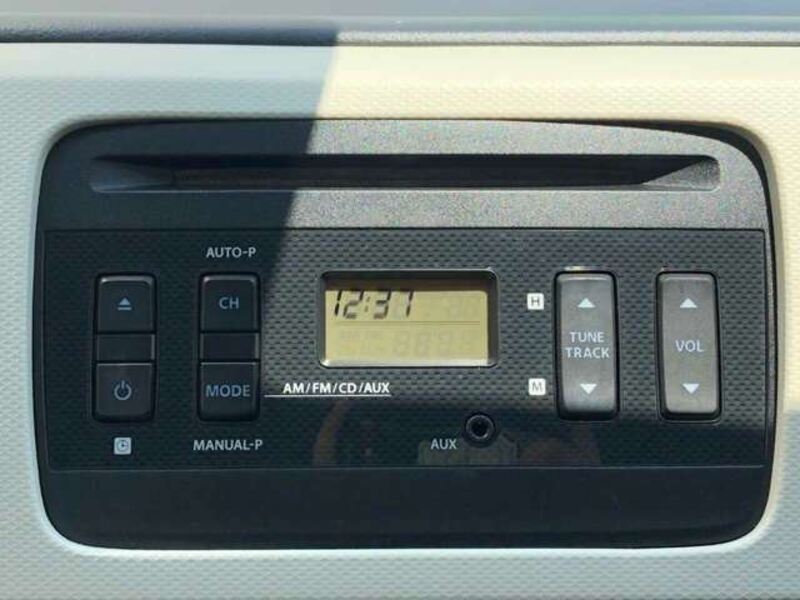 AUTO-P
CH
12:37
H
TUNE
TRACK
VOL
MODE
AM/FM/CD/AUX
M
MANUAL-P
AUX